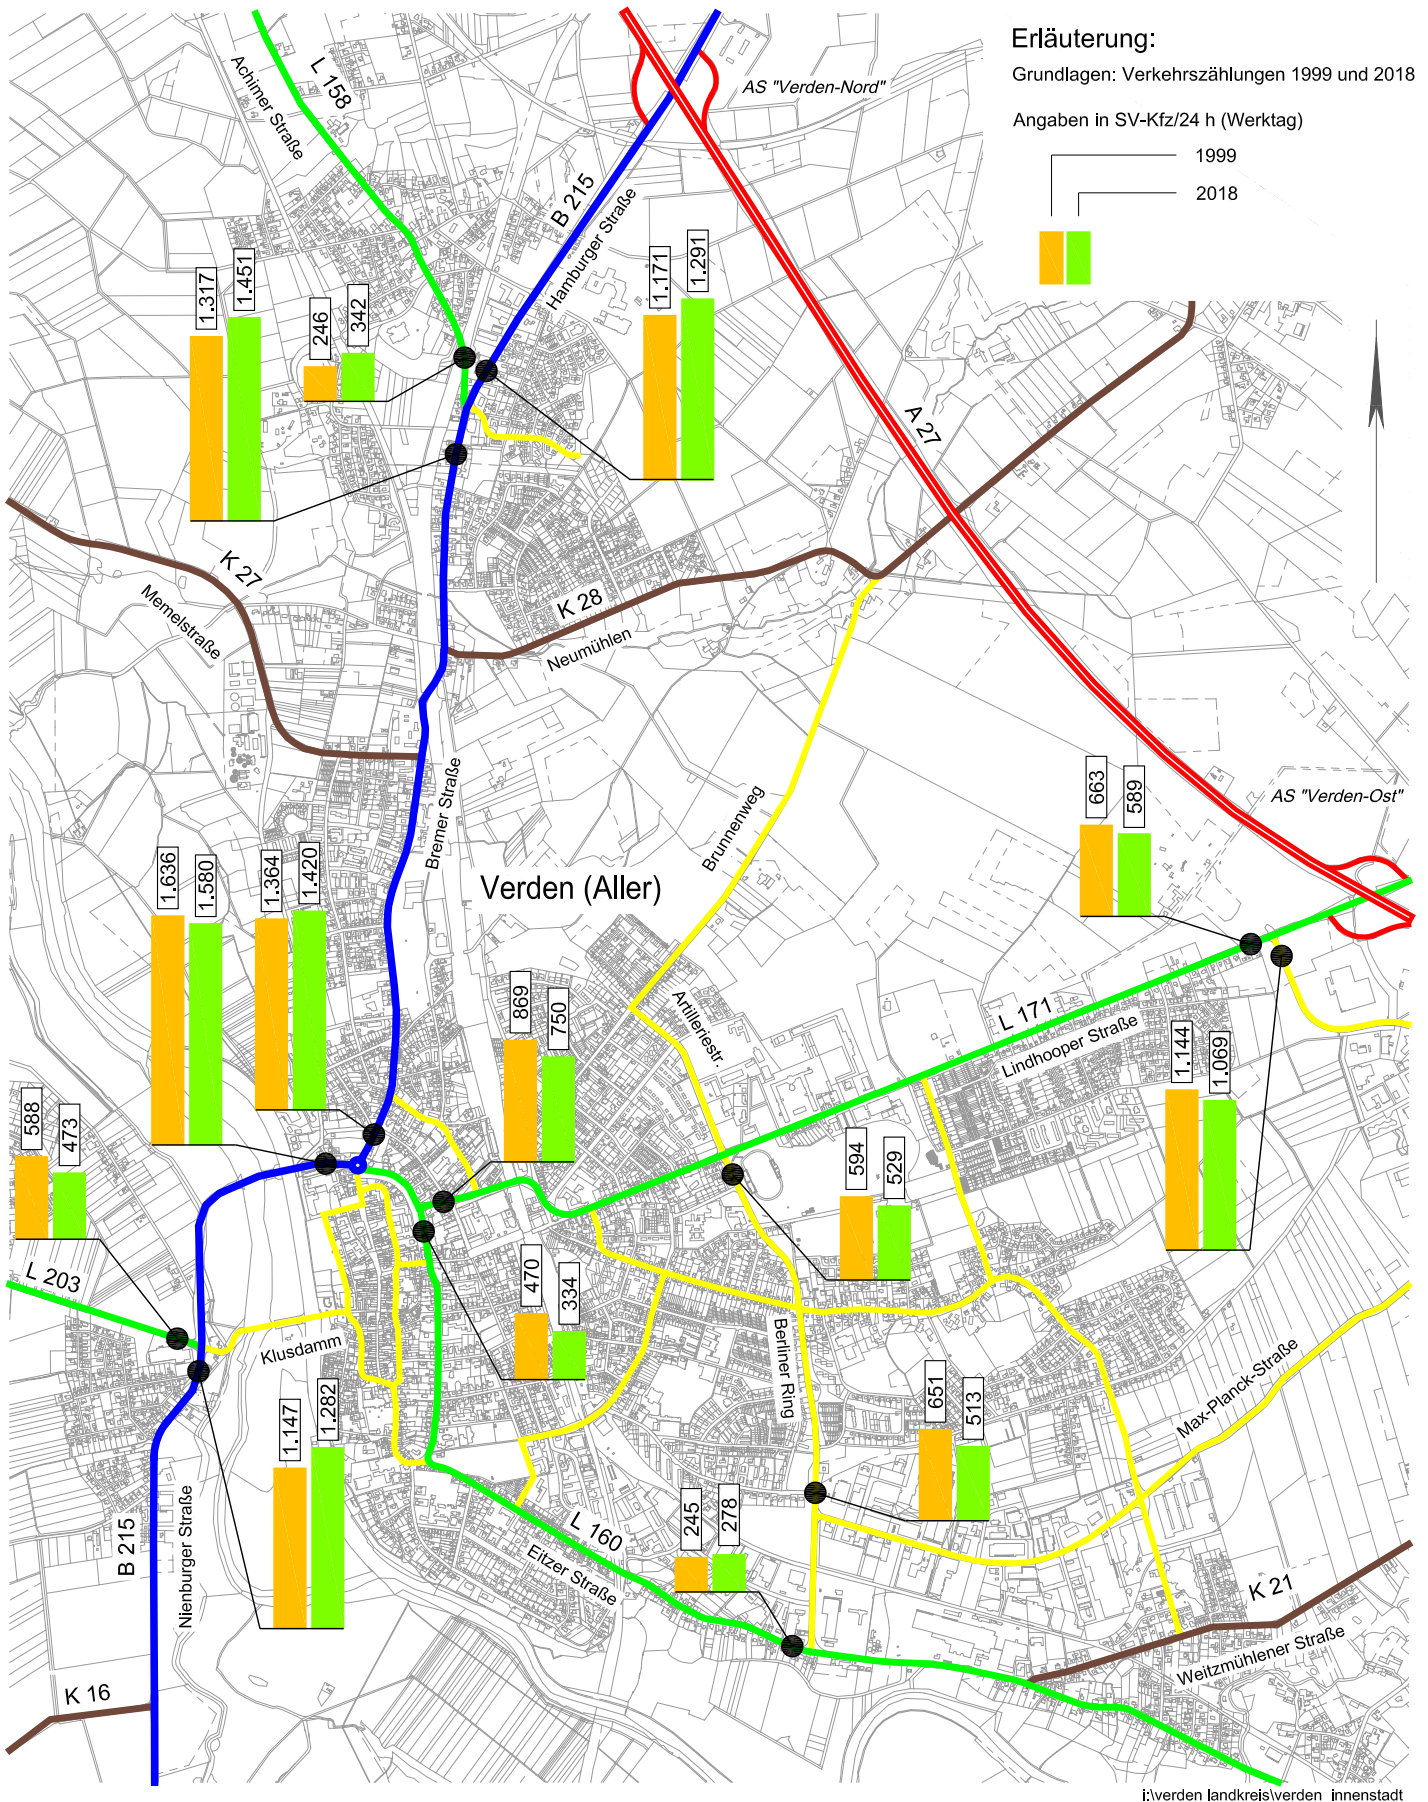 Erläuterung:
Grundlagen: Verkehrszählungen 1999 und 2018
Angaben in SV-Kfz/24 h (Werktag)
1999
2018
L 158
Achimer Straße
AS "Verden-Nord"
B 215
Hamburger Straße
1.317
1.451
246
342
1.171
1.291
A 27
K 27
Memelstraße
K 28
Neumühlen
Bremer Straße
Brunnenweg
663
589
AS "Verden-Ost"
Verden (Aller)
1.636
1.580
1.364
1.420
869
750
Artilleriestr.
L 171
Lindhooper Straße
1.144
1.069
588
473
594
529
L 203
Klusdamm
470
334
Berliner Ring
Max-Planck-Straße
1.147
1.282
651
513
B 215
Nienburger Straße
245
278
L 160
Eitzer Straße
K 21
Weitzmühlener Straße
K 16
i:\verden landkreis\verden_innenstadt